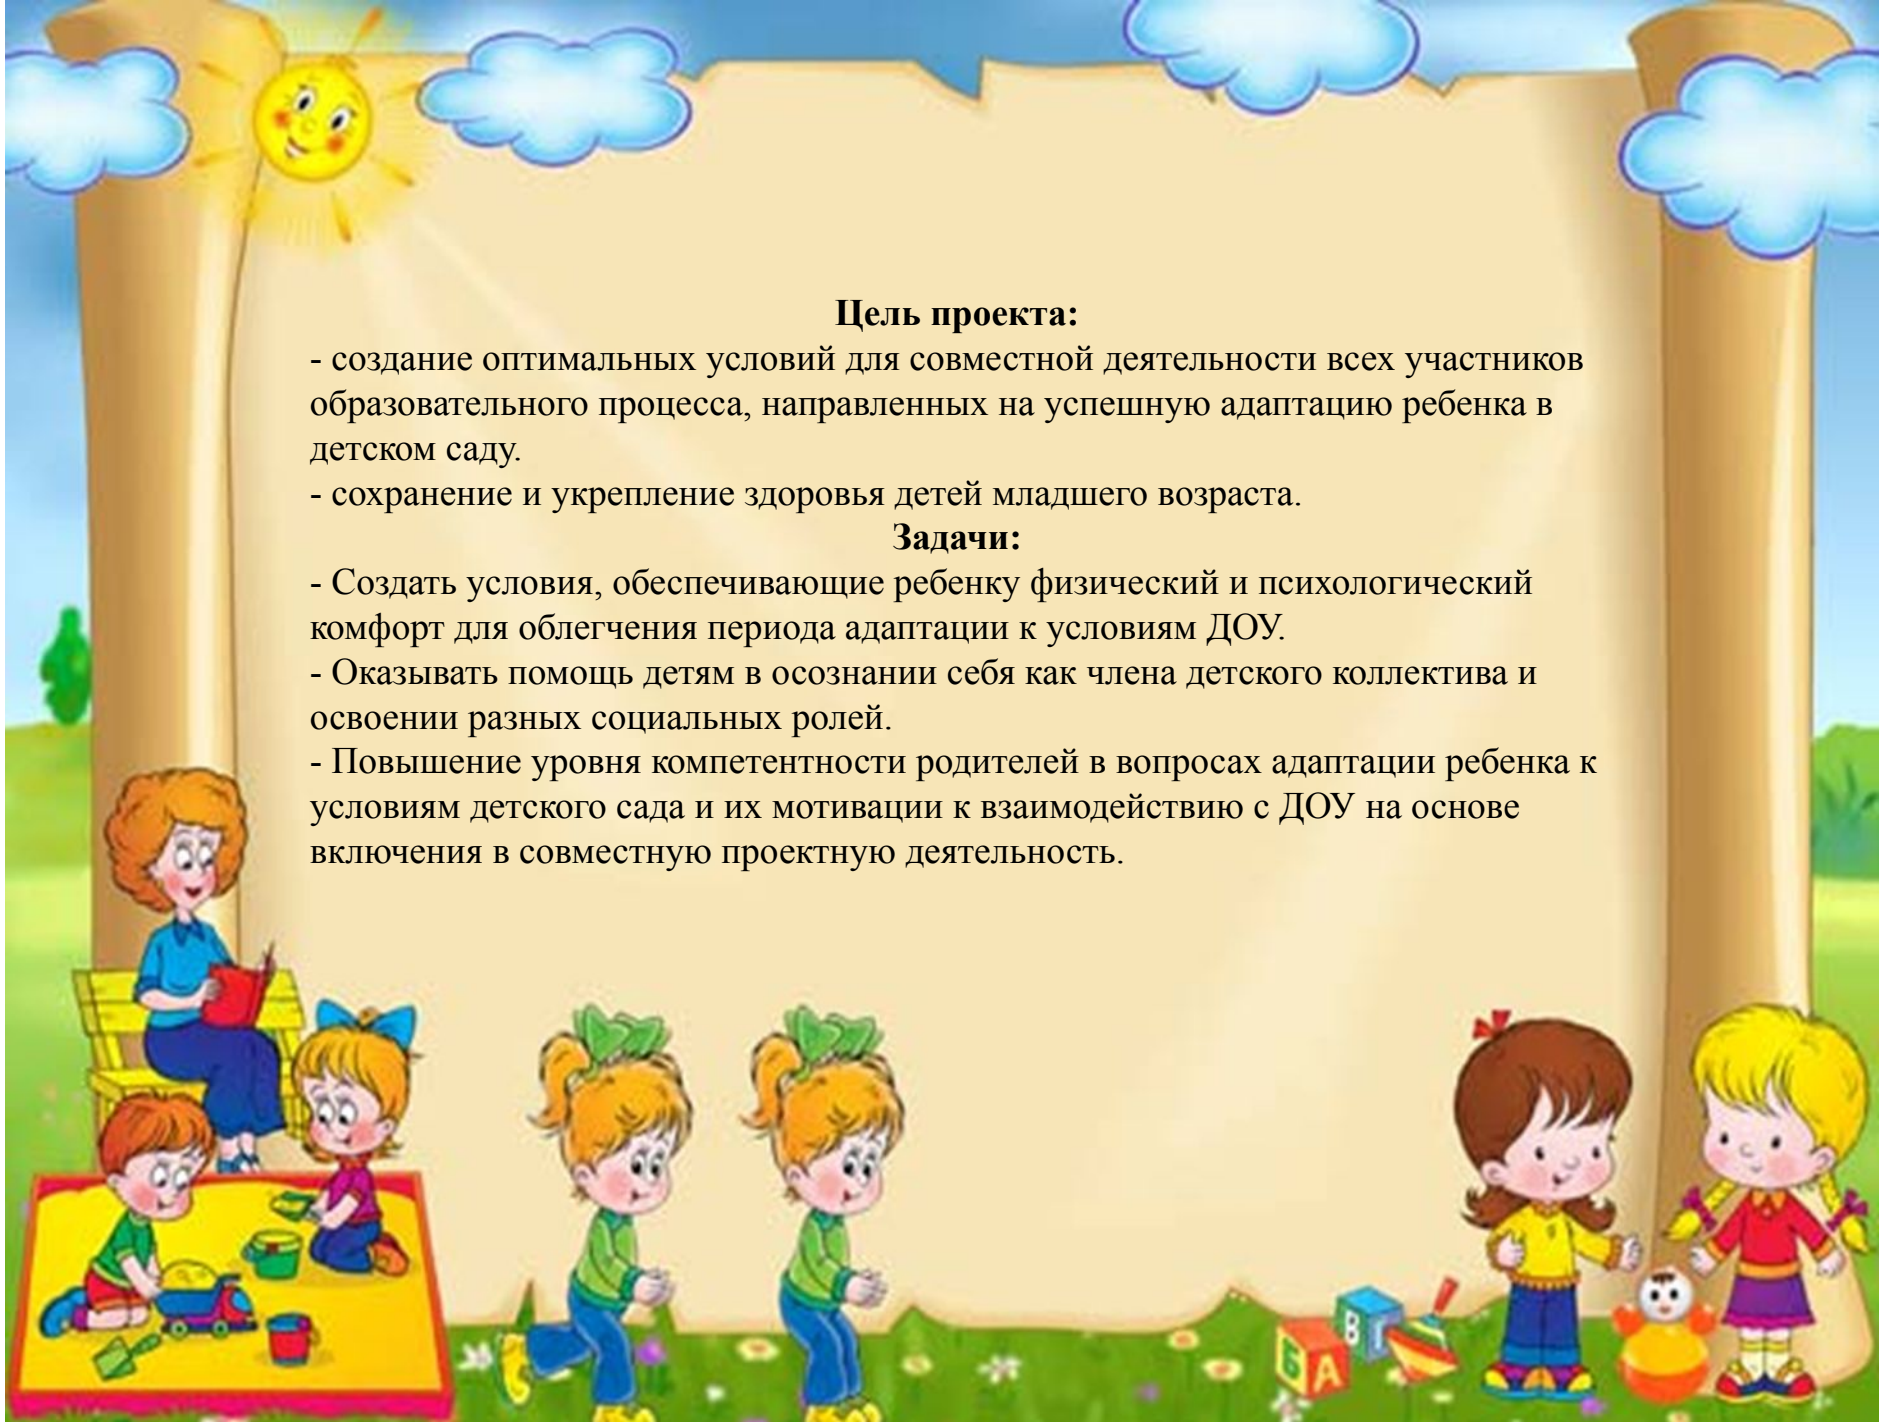 Цель проекта:
- создание оптимальных условий для совместной деятельности всех участников
образовательного процесса, направленных на успешную адаптацию ребенка в
детском саду.
- сохранение и укрепление здоровья детей младшего возраста.
Задачи:
- Создать условия, обеспечивающие ребенку физический и психологический
комфорт для облегчения периода адаптации к условиям ДОУ.
- Оказывать помощь детям в осознании себя как члена детского коллектива и
освоении разных социальных ролей.
- Повышение уровня компетентности родителей в вопросах адаптации ребенка к
условиям детского сада и их мотивации к взаимодействию с ДОУ на основе
включения в совместную проектную деятельность.
В Г
Б А